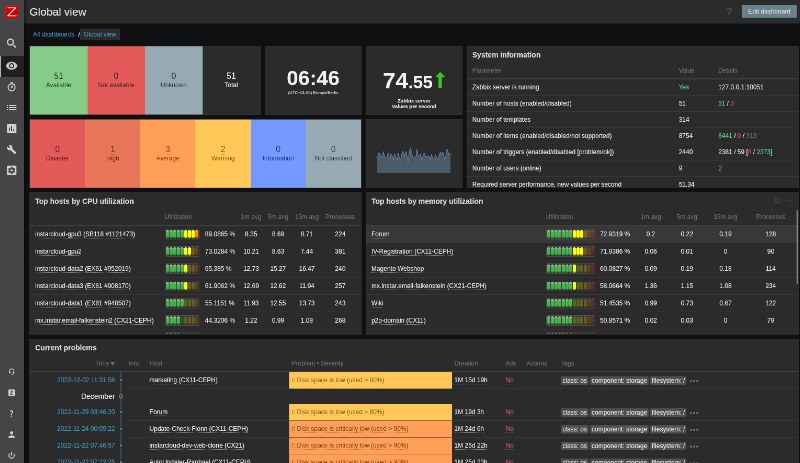 Z
Global view
?
Edit dashboard
All dashboards / Global view
51
Available
0
Not available
0
Unknown
51
Total
06:46
74.55
Zabbix server
values per second
System information
Parameter Value Details
Zabbix server is running Yes 127.0.0.1:10051
Number of hosts (enabled/disabled) 51 51 / 0
Number of templates 314
Number of items (enabled/disabled/not supported) 8754 8441 / 0 / 313
Number of triggers (enabled/disabled [problem/ok]) 2440 2381 / 59 [8 / 2373]
Number of users (online) 9 2
Required server performance, new values per second 51.34
0
Disaster
1
High
3
Average
2
Warning
0
Information
0
Not classified
Top hosts by CPU utilization
Utilization 1m avg 5m avg 15m avg Processes
instarcloud-gpu3 (SB118 #1121473) 89.0865 % 8.35 8.69 8.71 224
instarcloud-gpu2 73.0284 % 10.21 8.63 7.44 381
instarcloud-data2 (EX61 #952019) 65.385 % 12.73 15.27 16.47 240
instarcloud-data3 (EX61 #908170) 61.9062 % 12.69 12.62 11.94 257
instarcloud-data1 (EX61 #948507) 55.1151 % 11.93 12.55 13.73 243
mx.instar.email-falkenstein2 (CX21-CEPH) 44.3206 % 1.22 0.99 1.08 268
Top hosts by memory utilization
Utilization 1m avg 5m avg 15m avg Processes
Forum 72.9319 % 0.2 0.22 0.19 128
IV-Registration (CX11-CEPH) 71.9386 % 0.06 0.01 0 90
Magento Webshop 60.0827 % 0.09 0.19 0.18 114
mx.instar.email-falkenstein (CX21-CEPH) 58.0664 % 1.36 1.15 1.08 234
Wiki 51.4535 % 0.99 0.73 0.67 122
p2p-domain (CX11) 50.8571 % 0.02 0.03 0 79
Current problems
Time Info Host Problem • Severity Duration Ack Actions Tags
2022-12-02 11:31:58 marketing (CX11-CEPH) /: Disk space is low (used > 80%) 1M 15d 19h No class: os component: storage filesystem: / •••
December
2022-11-29 03:46:20 Forum /: Disk space is low (used > 80%) 1M 19d 3h No class: os component: storage filesystem: / •••
2022-11-24 00:05:22 Update-Check-Fionn (CX11-CEPH) /: Disk space is critically low (used > 90%) 1M 24d 6h No class: os component: storage filesystem: / •••
2022-11-22 07:46:57 instarcloud-dev-web-clone (CX21) /: Disk space is critically low (used > 90%) 1M 25d 22h No class: os component: storage filesystem: / •••
2022-11-22 07:22:25 AutoUpdater-Raphael (CX11-CEPH) /: Disk space is critically low (used > 90%) 1M 25d 23h No class: os component: storage filesystem: / •••